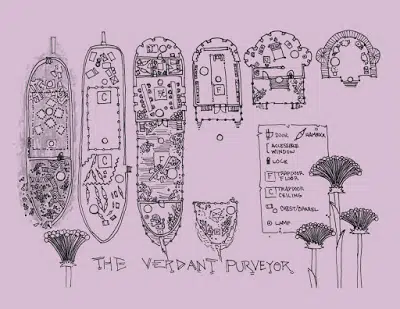 C
C
F
DOOR HAMMOCK
ACCESSIBLE
WINDOW
LOCK
F TRAPDOOR
FLOOR
C TRAPDOOR
CEILING
CHEST/BARREL
LAMP
THE VERDANT PURVEYOR